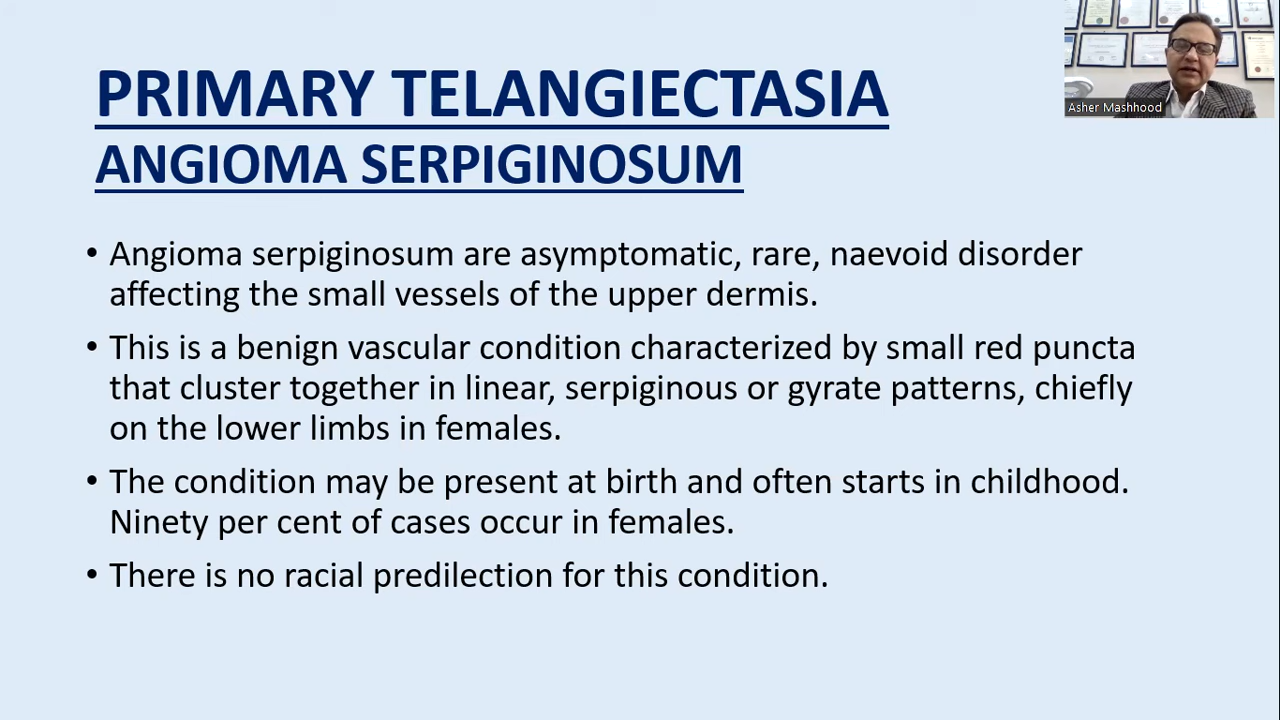 PRIMARY TELANGIECTASIA
ANGIOMA SERPIGINOSUM
Asher Mashhood
• Angioma serpiginosum are asymptomatic, rare, naevoid disorder
affecting the small vessels of the upper dermis.
• This is a benign vascular condition characterized by small red puncta
that cluster together in linear, serpiginous or gyrate patterns, chiefly
on the lower limbs in females.
• The condition may be present at birth and often starts in childhood.
Ninety per cent of cases occur in females.
• There is no racial predilection for this condition.